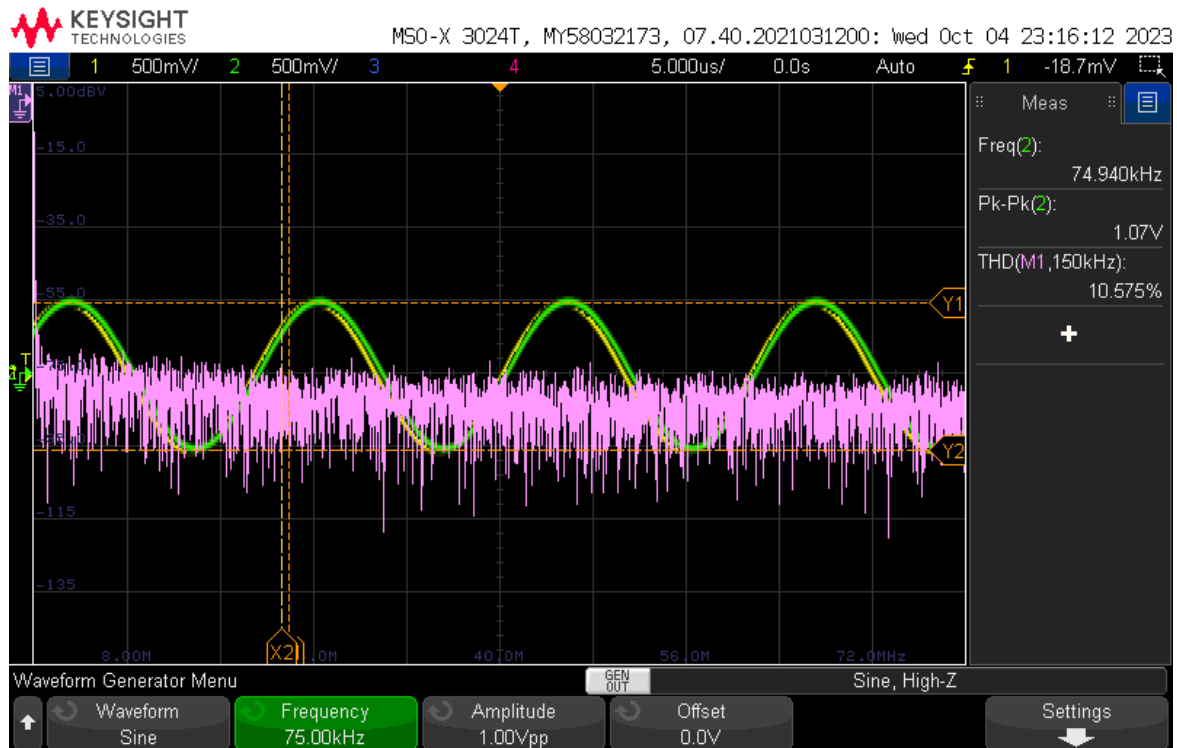 KEYSIGHT
TECHNOLOGIES
MSO-X 3024T, MY58032173, 07.40.2021031200: Wed Oct 04 23:16:12 2023
1 500mV/ 2 500mV/ 3 4 5.000us/ 0.0s Auto 1 -18.7mV
M1
5.00dBV
Meas
-15.0
Freq(2):
74.940kHz
Pk-Pk(2):
1.07V
-35.0
THD(M1,150kHz):
10.575%
-55.0
Y1
T
Y2
-115
-135
X2
8.00M .0M 40.0M 56.0M 72.0MHz
Waveform Generator Menu
GEN
OUT
Sine, High-Z
Waveform
Sine
Frequency
75.00kHz
Amplitude
1.00Vpp
Offset
0.0V
Settings